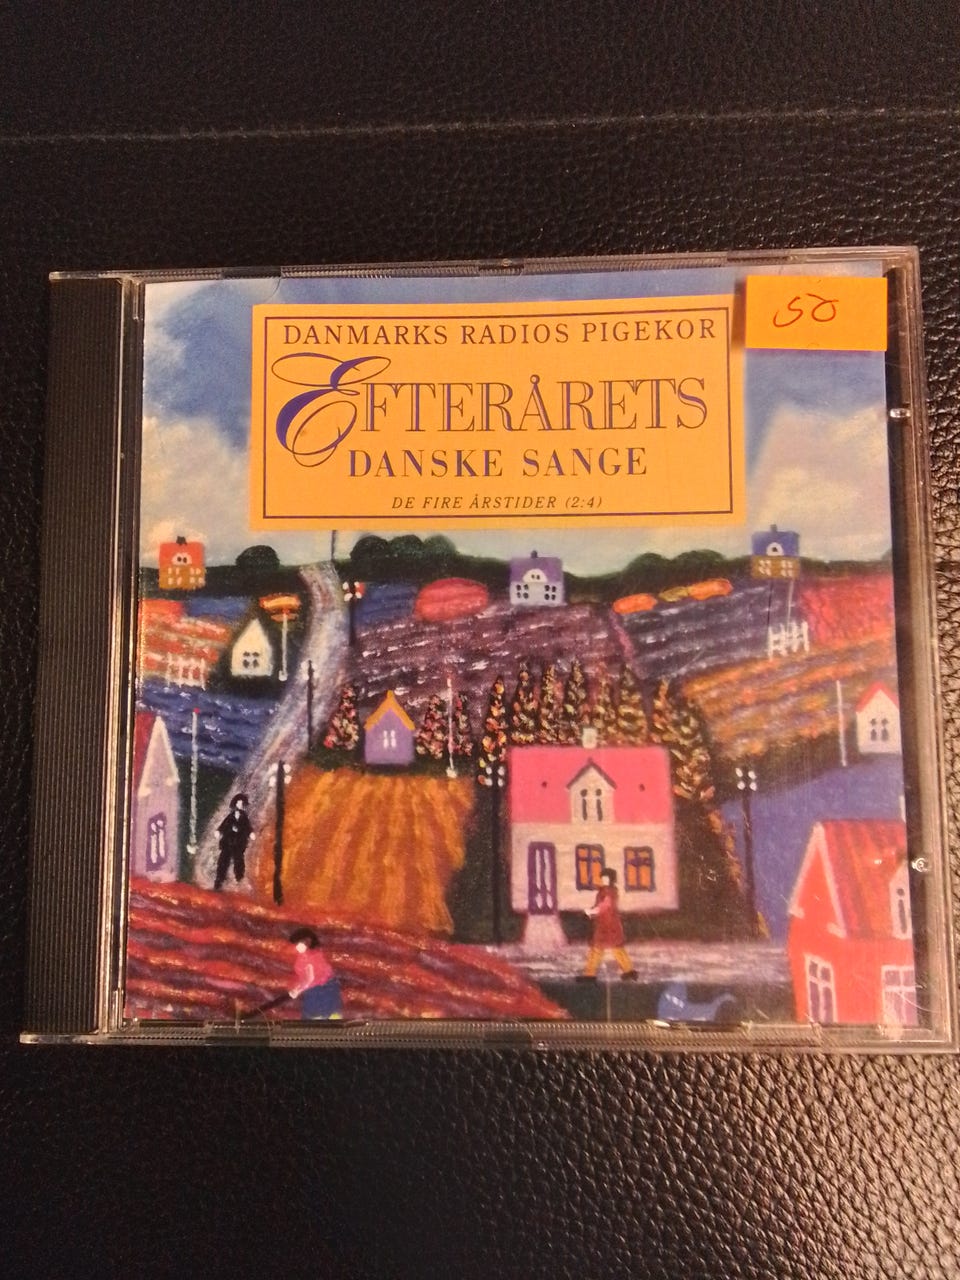 DANMARKS RADIOS PIGEKOR
EFTERÅRETS
DANSKE SANGE
DE FIRE ÅRSTIDER (2:4)
50